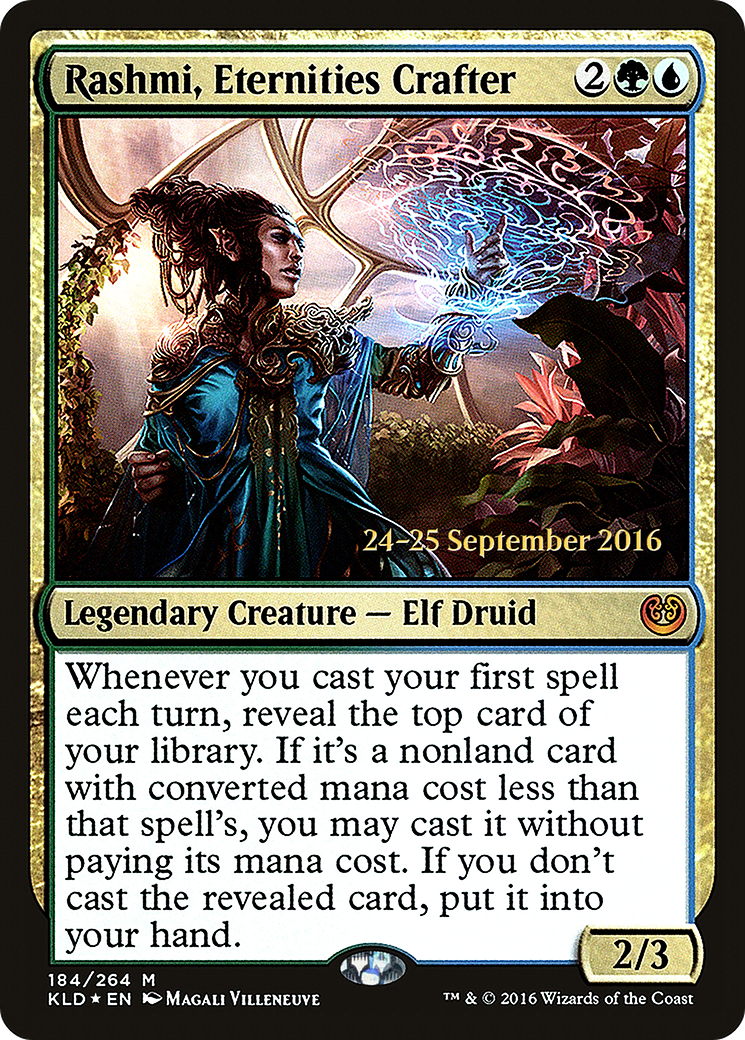 Rashmi, Eternities Crafter 2
24–25 September 2016
Legendary Creature — Elf Druid
Whenever you cast your first spell
each turn, reveal the top card of
your library. If it's a nonland card
with converted mana cost less than
that spell's, you may cast it without
paying its mana cost. If you don't
cast the revealed card, put it into
your hand.
2/3
184/264 M
KLD ★ EN Magali Villeneuve
™ & © 2016 Wizards of the Coast